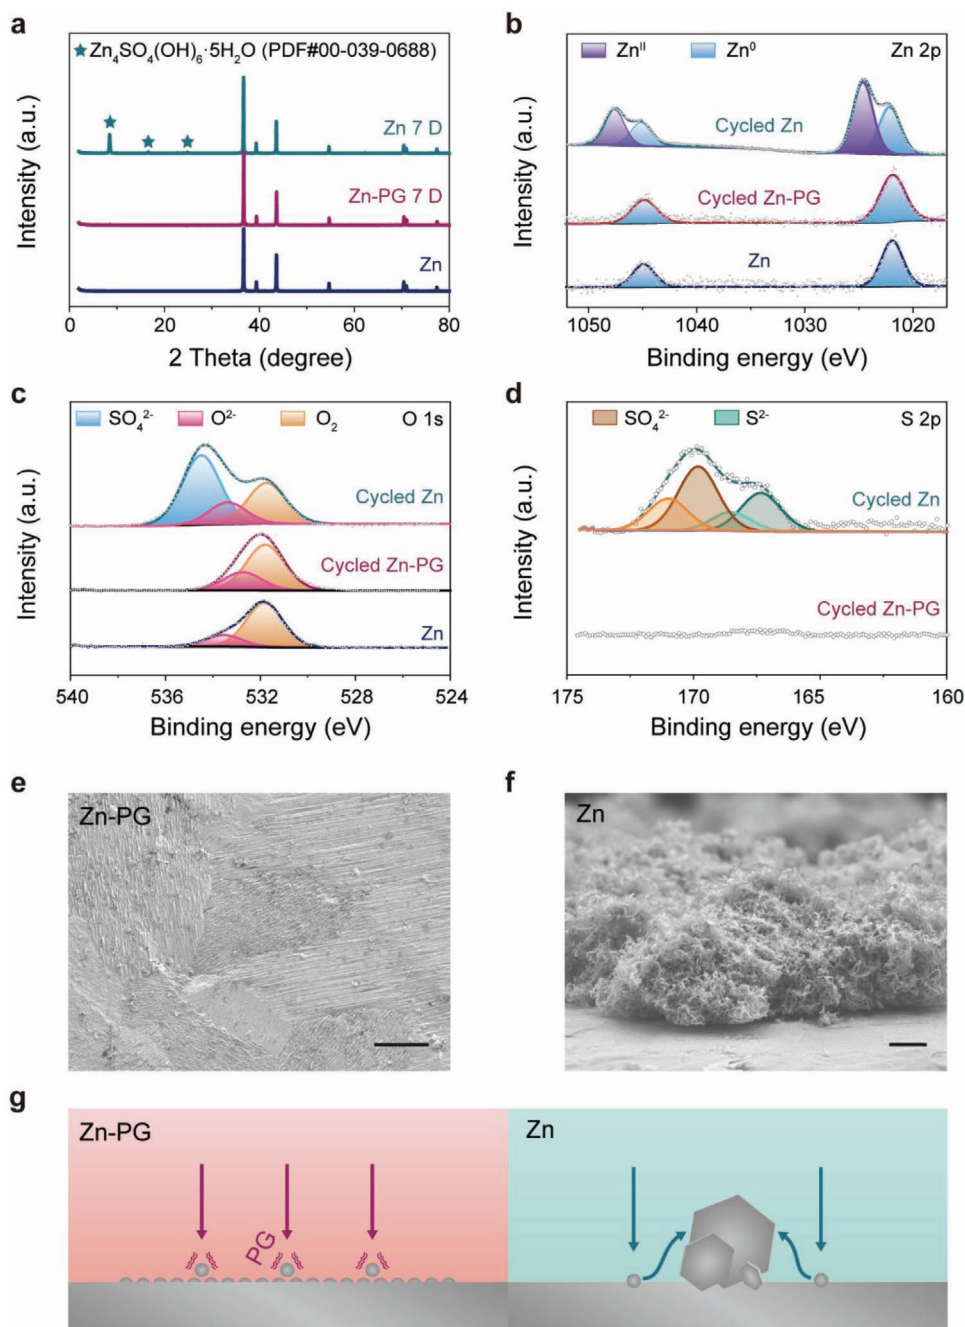 a
★Zn₄SO₄(OH)₆·5H₂O (PDF#00-039-0688)
Intensity (a.u.)
Zn 7 D
Zn-PG 7 D
Zn
0 20 40 60 80
2 Theta (degree)
b
Znᴵᴵ Zn⁰ Zn 2p
Intensity (a.u.)
Cycled Zn
Cycled Zn-PG
Zn
1050 1040 1030 1020
Binding energy (eV)
c
SO₄²⁻ O²⁻ O₂ O 1s
Intensity (a.u.)
Cycled Zn
Cycled Zn-PG
Zn
540 536 532 528 524
Binding energy (eV)
d
SO₄²⁻ S²⁻ S 2p
Intensity (a.u.)
Cycled Zn
Cycled Zn-PG
175 170 165 160
Binding energy (eV)
e
Zn-PG
f
Zn
g
Zn-PG
PG
Zn